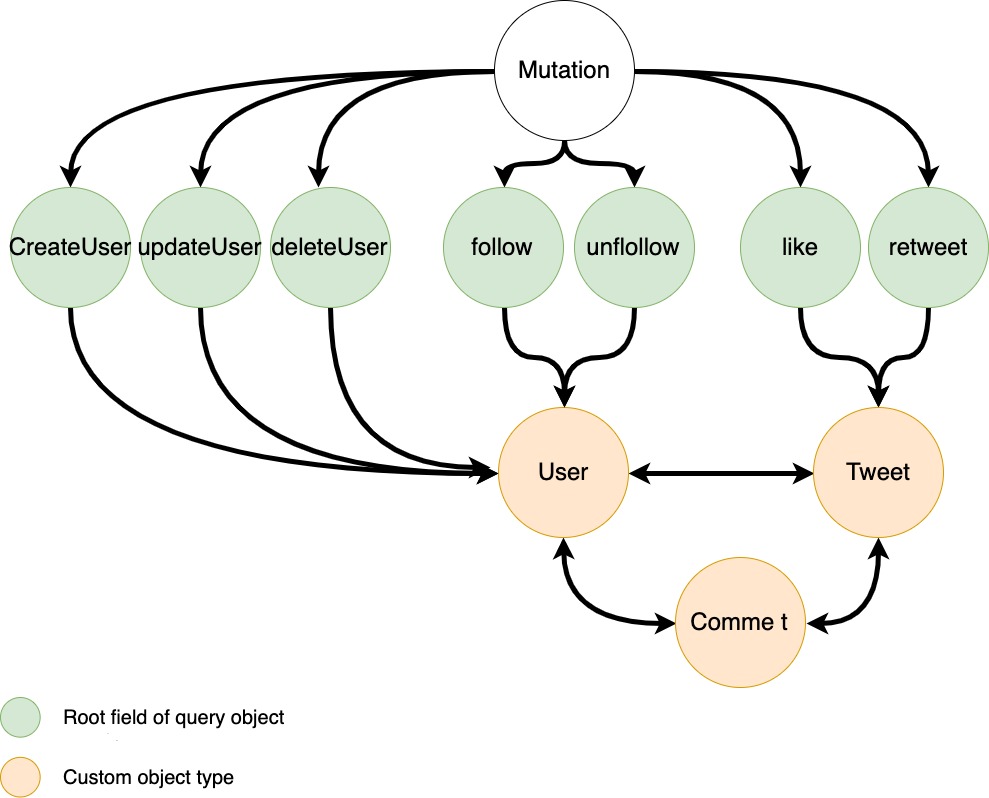 Mutation
CreateUser
updateUser
deleteUser
follow
unflollow
like
retweet
User
Tweet
Comme t
Root field of query object
Custom object type